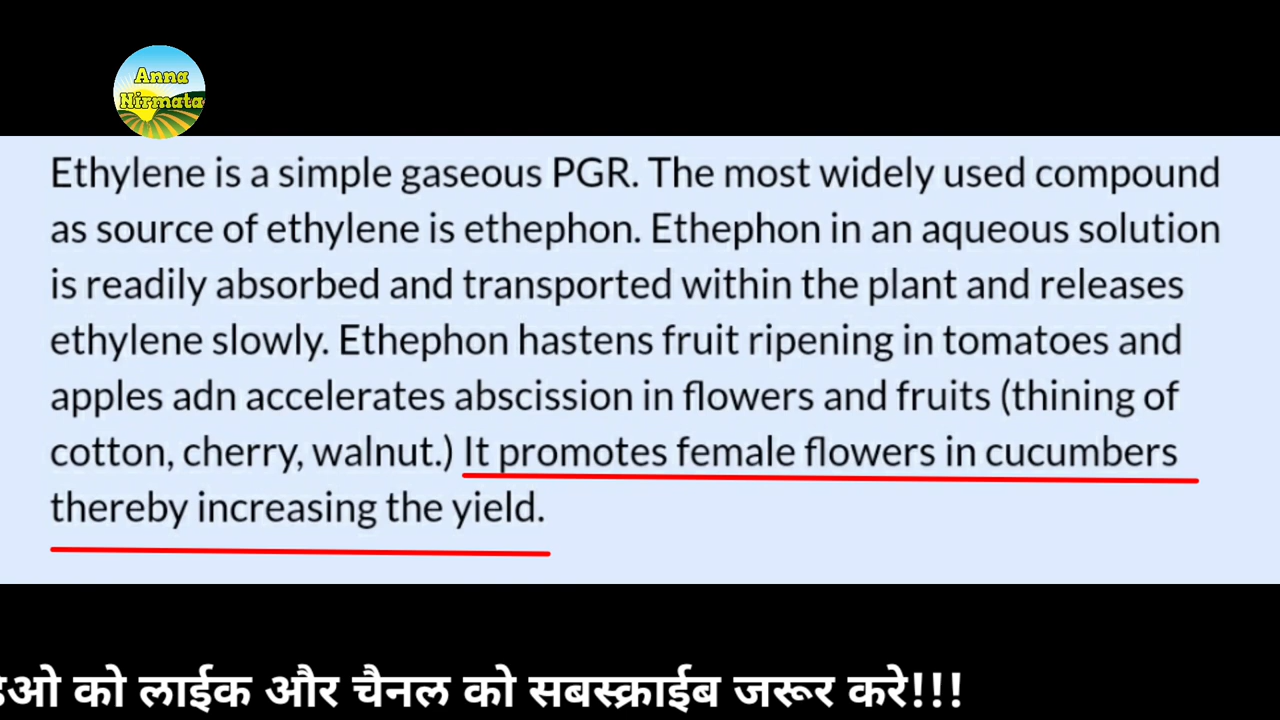 Anna
Nirmata
Ethylene is a simple gaseous PGR. The most widely used compound
as source of ethylene is ethephon. Ethephon in an aqueous solution
is readily absorbed and transported within the plant and releases
ethylene slowly. Ethephon hastens fruit ripening in tomatoes and
apples adn accelerates abscission in flowers and fruits (thining of
cotton, cherry, walnut.) It promotes female flowers in cucumbers
thereby increasing the yield.
को लाईक और चैनल को सबस्क्राईब जरूर करे!!!